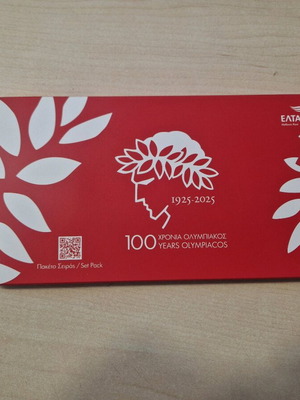 ΕΛΤΑ
1925-2025
100 ΧΡΟΝΙΑ ΟΛΥΜΠΙΑΚΟΣ
YEARS OLYMPIACOS
Πακέτο Σειράς / Set Pack